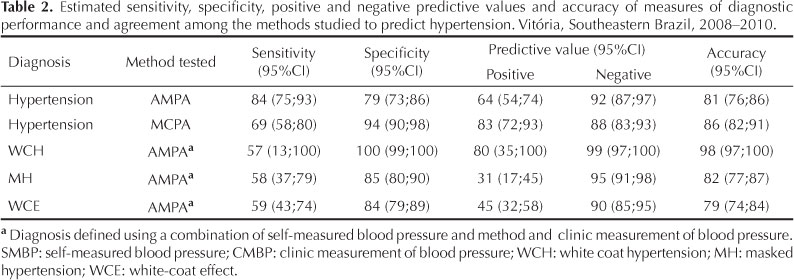 Table 2. Estimated sensitivity, specificity, positive and negative predictive values and accuracy of measures of diagnostic
performance and agreement among the methods studied to predict hypertension. Vitória, Southeastern Brazil, 2008–2010.
Diagnosis Method tested Sensitivity (95%CI) Specificity (95%CI) Predictive value (95%CI) Accuracy (95%CI)
Positive Negative
Hypertension AMPA 84 (75;93) 79 (73;86) 64 (54;74) 92 (87;97) 81 (76;86)
Hypertension MCPA 69 (58;80) 94 (90;98) 83 (72;93) 88 (83;93) 86 (82;91)
WCH AMPAa 57 (13;100) 100 (99;100) 80 (35;100) 99 (97;100) 98 (97;100)
MH AMPAa 58 (37;79) 85 (80;90) 31 (17;45) 95 (91;98) 82 (77;87)
WCE AMPAa 59 (43;74) 84 (79;89) 45 (32;58) 90 (85;95) 79 (74;84)
a Diagnosis defined using a combination of self-measured blood pressure and method and clinic measurement of blood pressure.
SMBP: self-measured blood pressure; CMBP: clinic measurement of blood pressure; WCH: white coat hypertension; MH: masked
hypertension; WCE: white-coat effect.